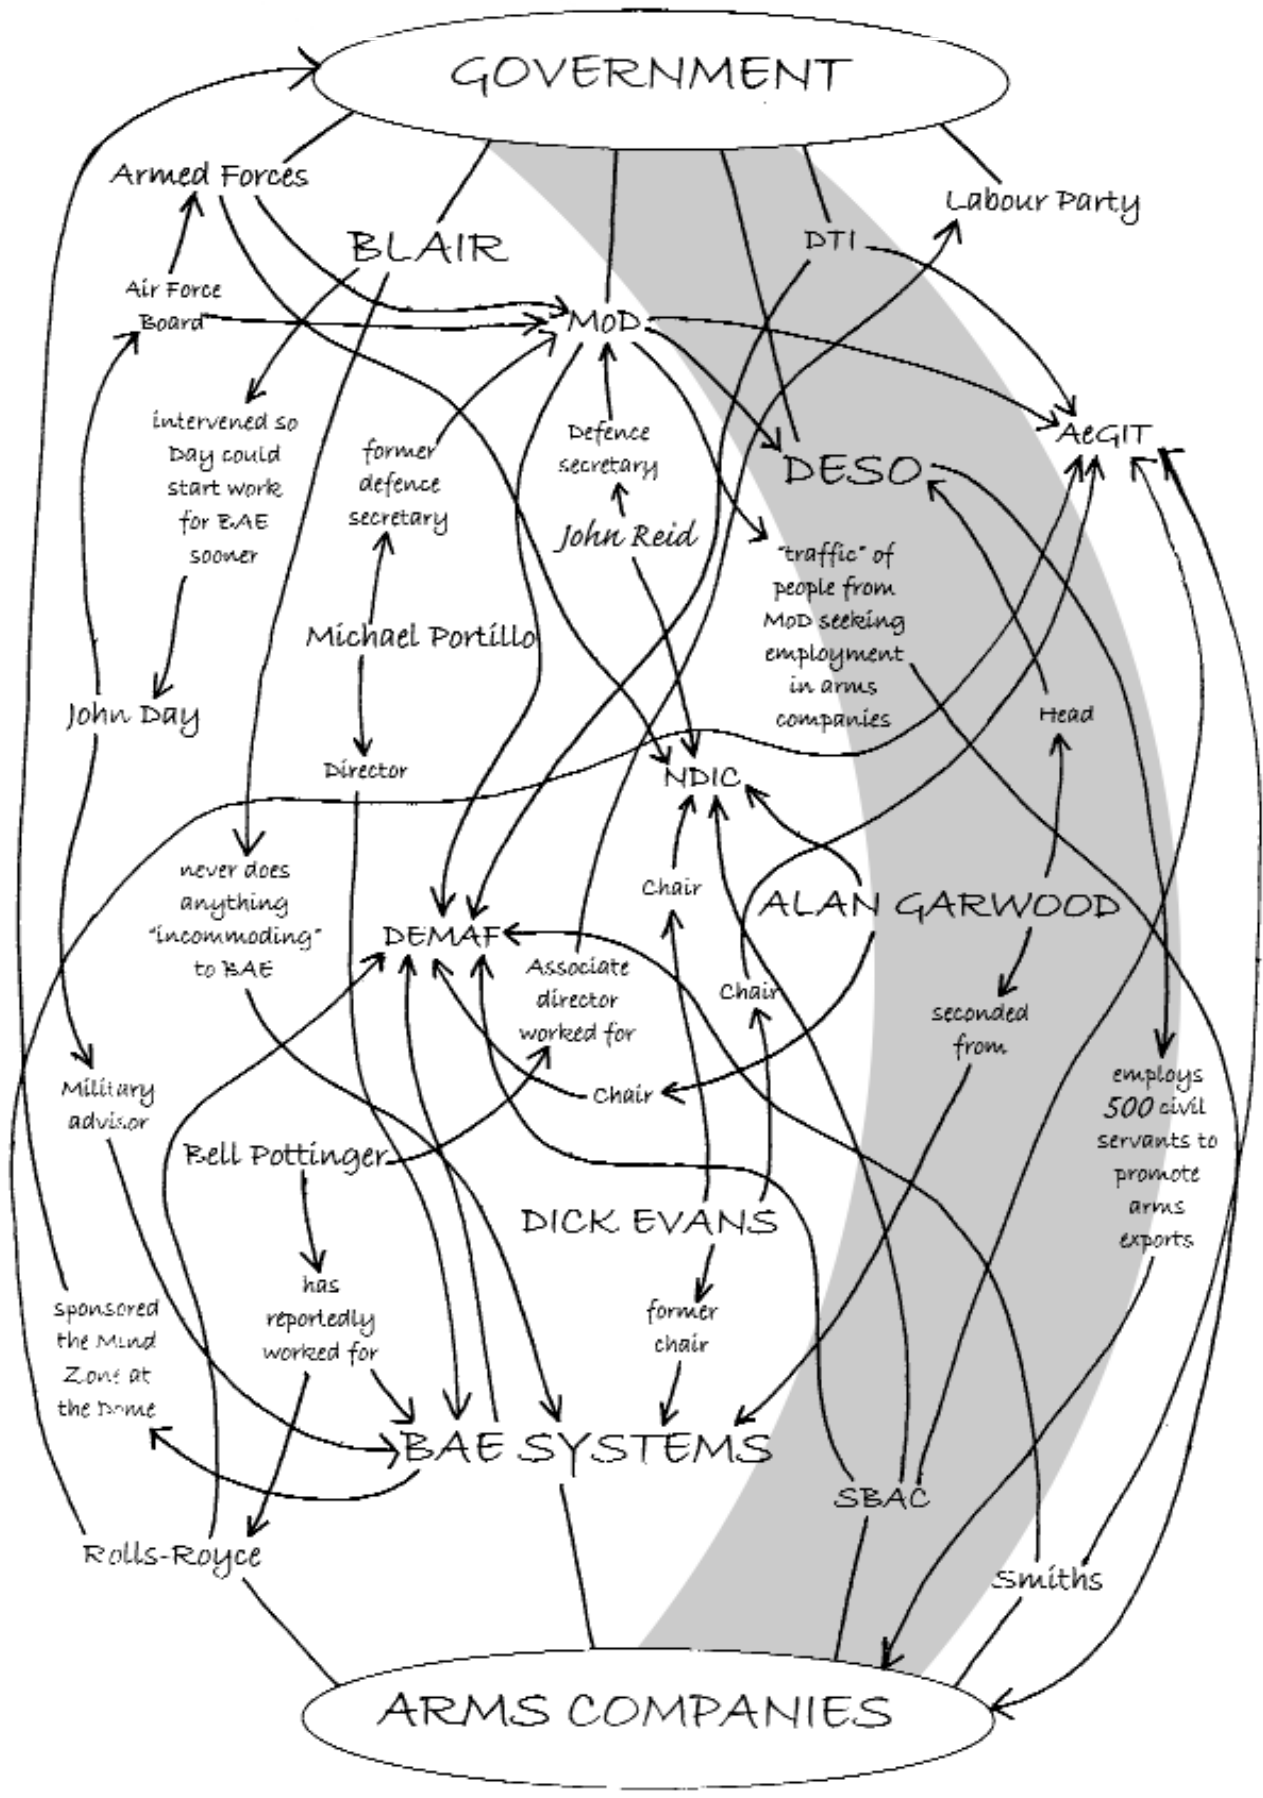 GOVERNMENT
Armed Forces
Labour Party
BLAIR
DTI
Air Force
Board
MoD
intervened so
Day could
start work
for BAE
sooner
former
defence
secretary
Defence
secretary
John Reid
DESO
AeGIT
"traffic" of
people from
MoD seeking
employment
in arms
companies
Michael Portillo
John Day
Director
NDIC
Head
never does
anything
"incommoding"
to BAE
Chair
ALAN GARWOOD
DEMAF
Associate
director
worked for
Chair
seconded
from
Military
advisor
Chair
employs
500 civil
servants to
promote
arms
exports
Bell Pottinger
DICK EVANS
has
reportedly
worked for
former
chair
sponsored
the Mind
Zone at
the Dome
BAE SYSTEMS
SBAC
Rolls-Royce
Smiths
ARMS COMPANIES